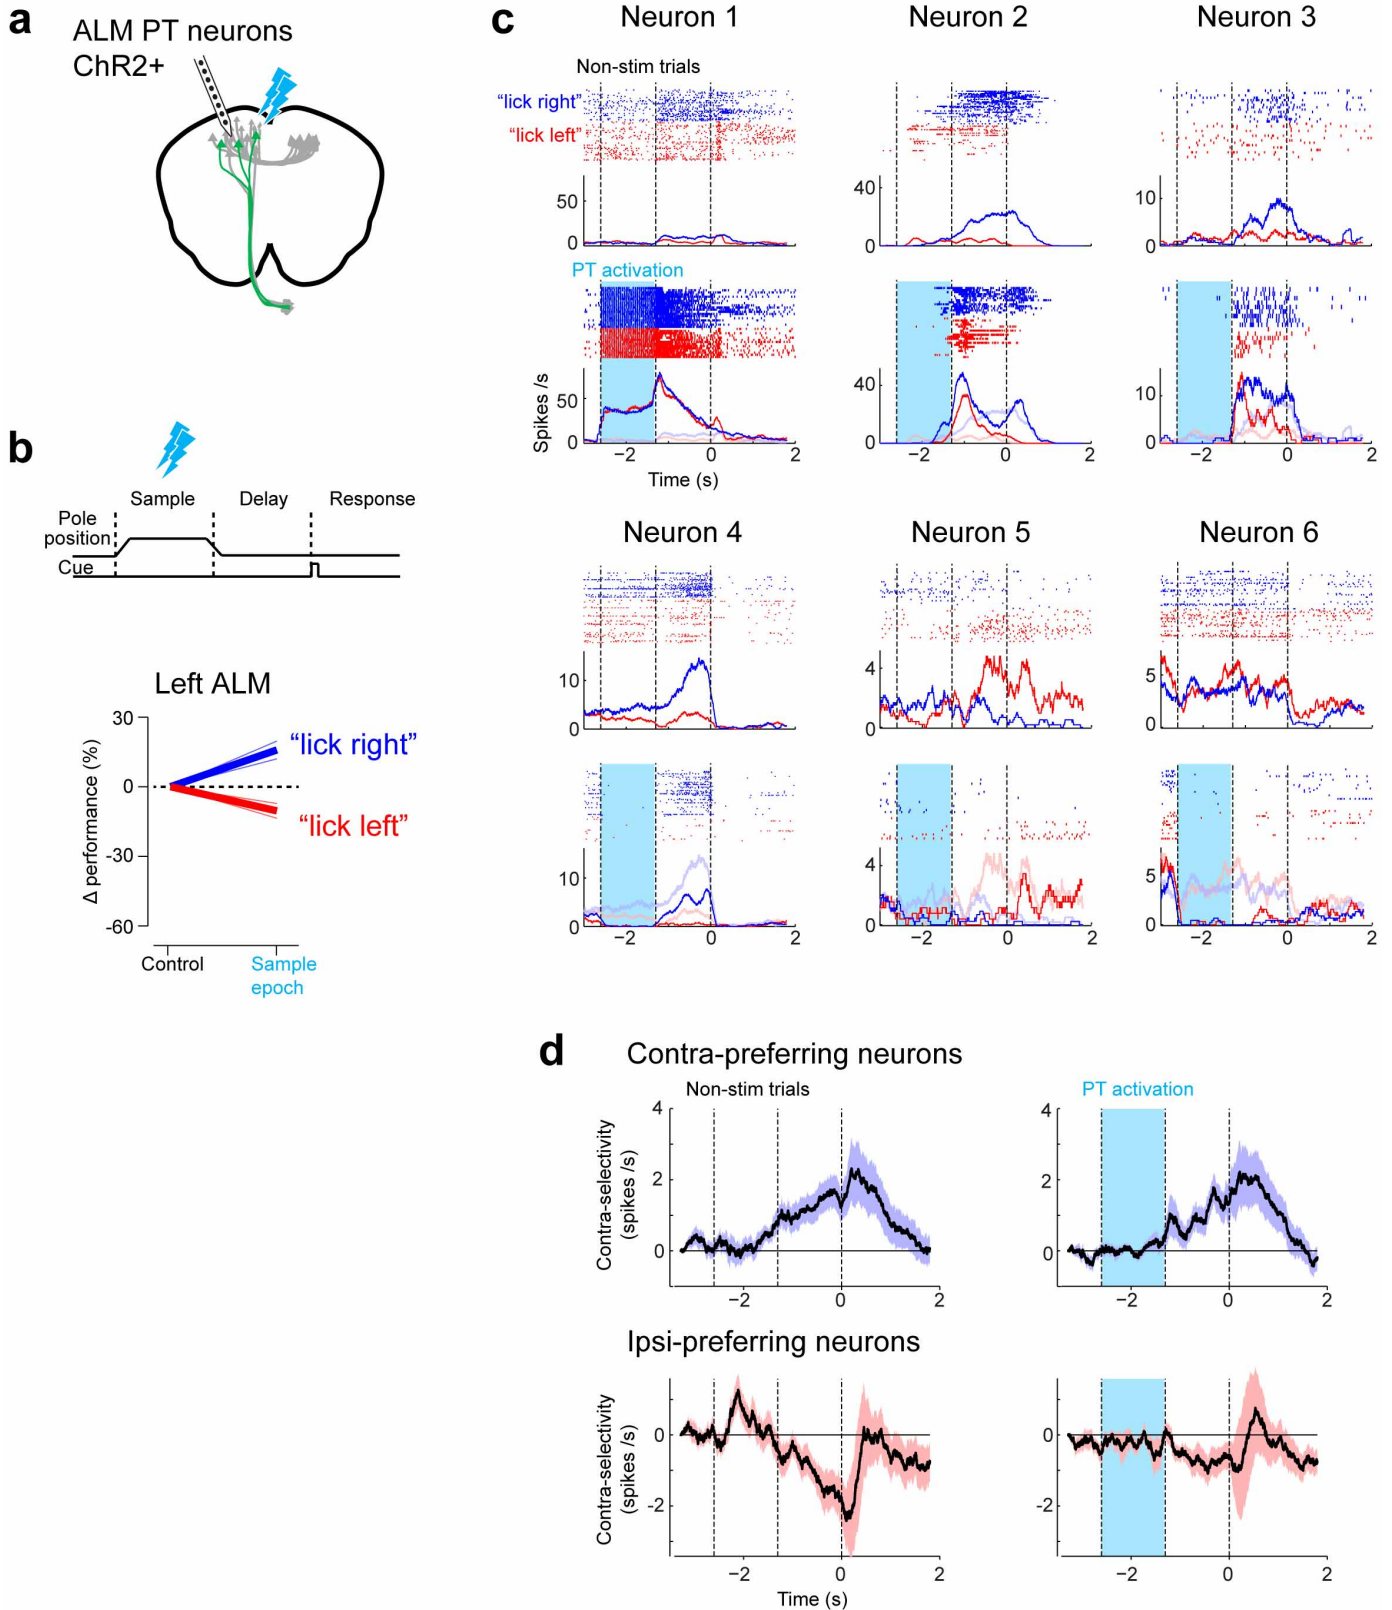 a
ALM PT neurons
ChR2+
b
Sample
Delay
Response
Pole
position
Cue
Left ALM
Δ performance (%)
30
0
-30
-60
"lick right"
"lick left"
Control
Sample
epoch
c
Neuron 1
Neuron 2
Neuron 3
Non-stim trials
"lick right"
"lick left"
50
0
40
0
10
0
PT activation
Spikes /s
50
0
−2
0
2
Time (s)
40
0
−2
0
2
10
0
−2
0
2
Neuron 4
Neuron 5
Neuron 6
10
0
4
0
5
0
10
0
−2
0
2
4
0
−2
0
2
5
0
−2
0
2
d
Contra-preferring neurons
Non-stim trials
PT activation
Contra-selectivity
(spikes /s)
4
2
0
−2
0
2
Contra-selectivity
(spikes /s)
4
2
0
−2
0
2
Ipsi-preferring neurons
Contra-selectivity
(spikes /s)
0
-2
−2
0
2
Time (s)
Contra-selectivity
(spikes /s)
0
-2
−2
0
2